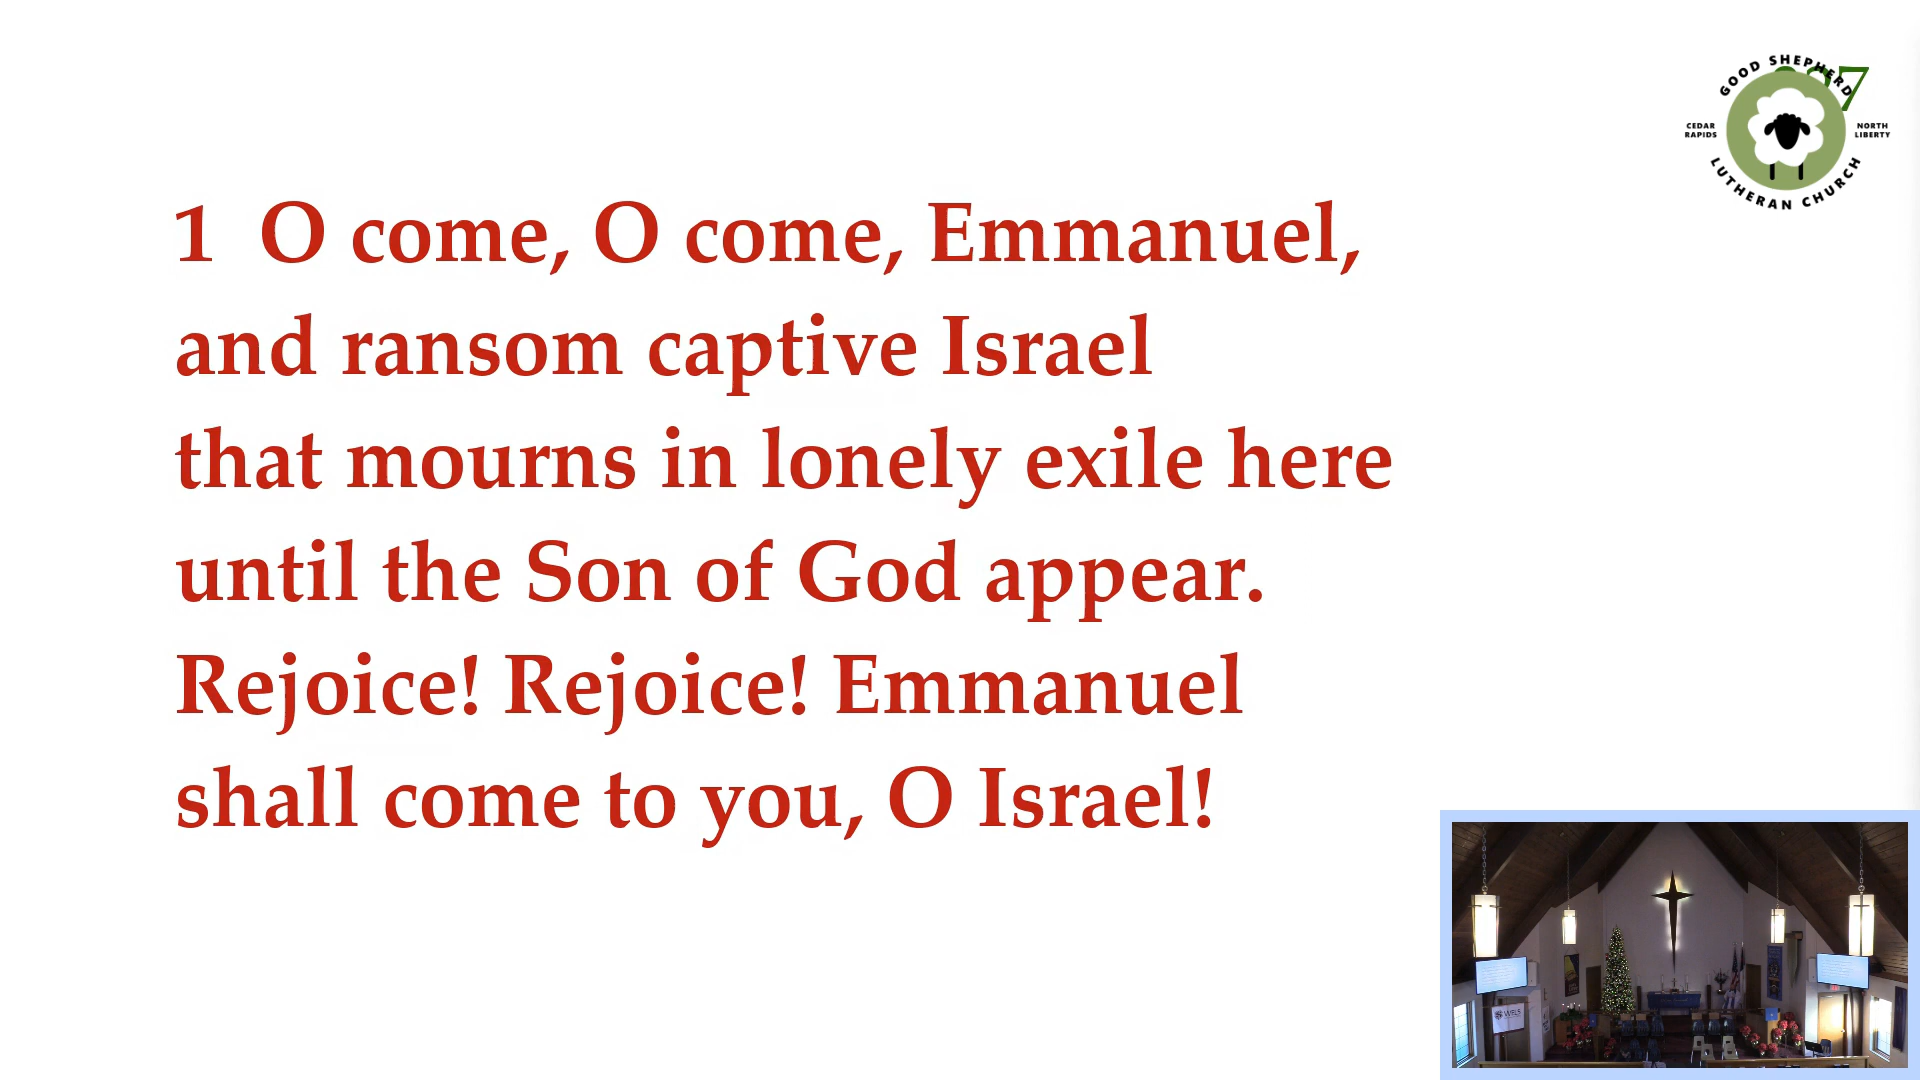 GOOD SHEPHERD
CEDAR RAPIDS
NORTH LIBERTY
LUTHERAN CHURCH
1 O come, O come, Emmanuel,
and ransom captive Israel
that mourns in lonely exile here
until the Son of God appear.
Rejoice! Rejoice! Emmanuel
shall come to you, O Israel!
WELS